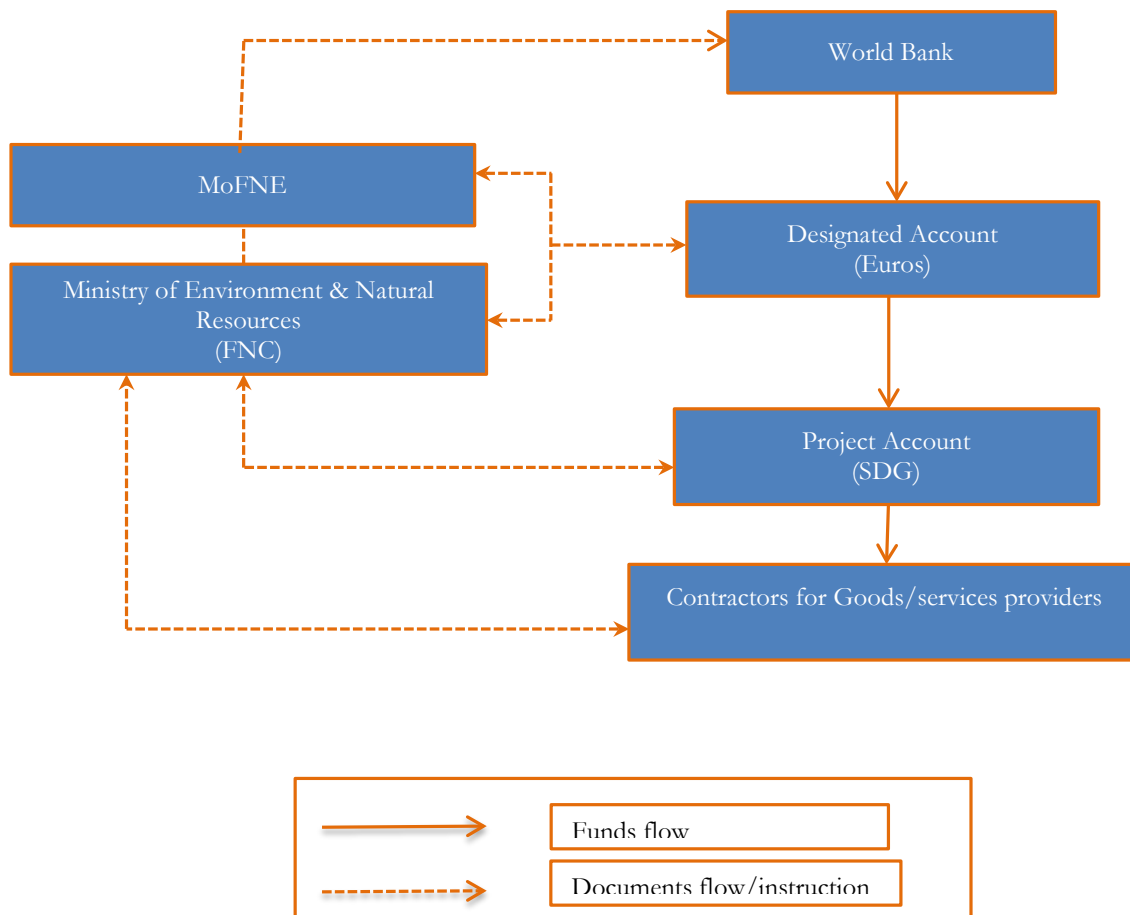 World Bank
MoFNE
Designated Account
(Euros)
Ministry of Environment & Natural
Resources
(FNC)
Project Account
(SDG)
Contractors for Goods/services providers
Funds flow
Documents flow/instruction